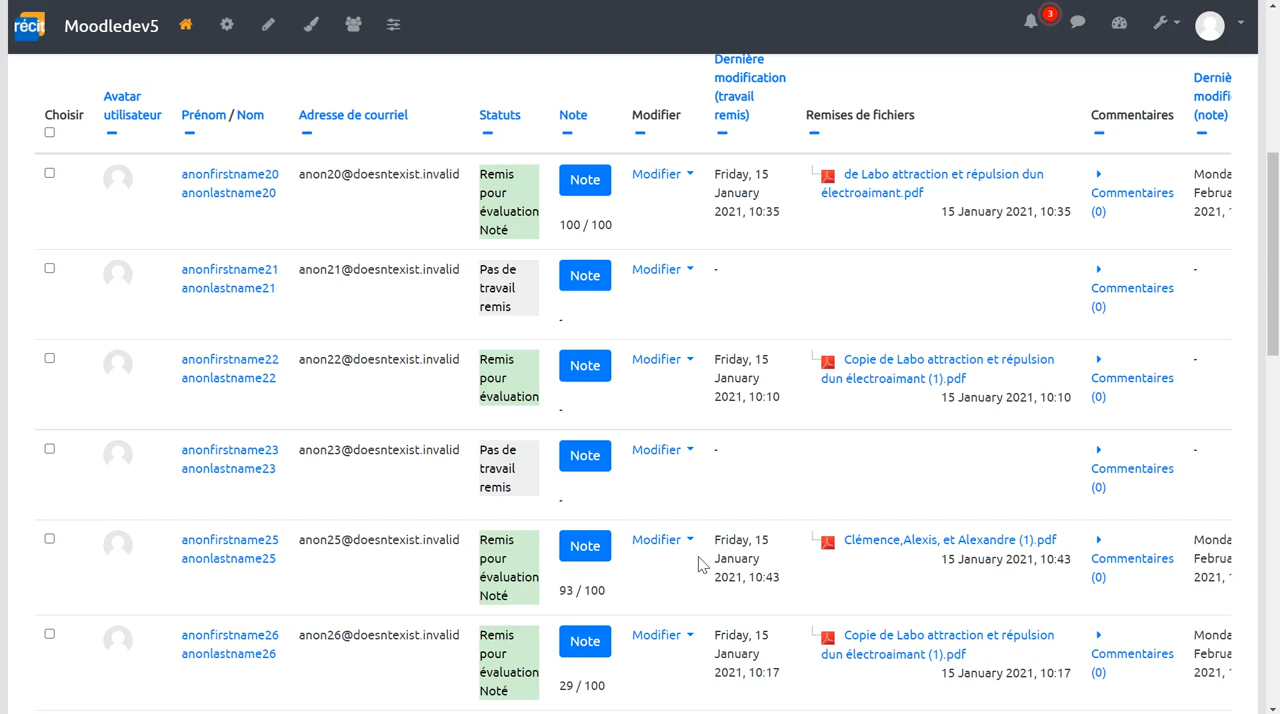 récit Moodledev5 3
Choisir
Avatar
utilisateur
Prénom / Nom
Adresse de courriel
Statuts
Note
Modifier
Dernière
modification
(travail
remis)
Remises de fichiers
Commentaires
Derniè
modifi
(note)
anonfirstname20
anonlastname20
anon20@doesntexist.invalid
Remis
pour
évaluation
Noté
Note
100 / 100
Modifier
Friday, 15
January
2021, 10:35
de Labo attraction et répulsion dun
électroaimant.pdf
15 January 2021, 10:35
Commentaires
(0)
Monda
Februa
2021, 1
anonfirstname21
anonlastname21
anon21@doesntexist.invalid
Pas de
travail
remis
Note
-
Modifier
-
Commentaires
(0)
-
anonfirstname22
anonlastname22
anon22@doesntexist.invalid
Remis
pour
évaluation
Note
-
Modifier
Friday, 15
January
2021, 10:10
Copie de Labo attraction et répulsion
dun électroaimant (1).pdf
15 January 2021, 10:10
Commentaires
(0)
-
anonfirstname23
anonlastname23
anon23@doesntexist.invalid
Pas de
travail
remis
Note
-
Modifier
-
Commentaires
(0)
-
anonfirstname25
anonlastname25
anon25@doesntexist.invalid
Remis
pour
évaluation
Noté
Note
93 / 100
Modifier
Friday, 15
January
2021, 10:43
Clémence,Alexis, et Alexandre (1).pdf
15 January 2021, 10:43
Commentaires
(0)
Monda
Februa
2021, 1
anonfirstname26
anonlastname26
anon26@doesntexist.invalid
Remis
pour
évaluation
Noté
Note
29 / 100
Modifier
Friday, 15
January
2021, 10:17
Copie de Labo attraction et répulsion
dun électroaimant (1).pdf
15 January 2021, 10:17
Commentaires
(0)
Monda
Februa
2021, 1